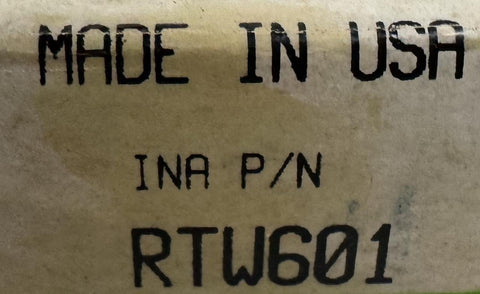 MADE IN USA
INA P/N
RTW601